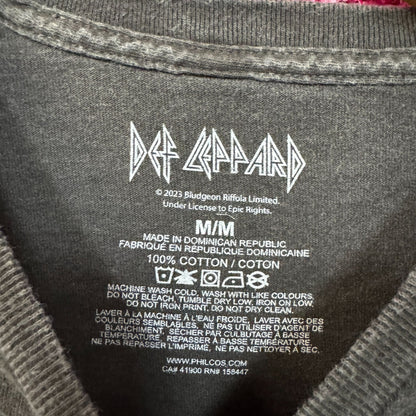 DEF LEPPARD
© 2023 Bludgeon Riffola Limited.
Under License to Epic Rights.
M/M
MADE IN DOMINICAN REPUBLIC
FABRIQUÉ EN RÉPUBLIQUE DOMINICAINE
100% COTTON / COTON
MACHINE WASH COLD, WASH WITH LIKE COLOURS.
DO NOT BLEACH, TUMBLE DRY LOW, IRON ON LOW.
DO NOT IRON PRINT, DO NOT DRY CLEAN.
LAVER À LA MACHINE À L'EAU FROIDE, LAVER AVEC DES
COULEURS SEMBLABLES. NE PAS UTILISER D'AGENT DE
BLANCHIMENT, SÉCHER PAR CULBUTAGE À BASSE
TEMPÉRATURE. REPASSER À BASSE TEMPÉRATURE.
NE PAS REPASSER L'IMPRIMÉ. NE PAS NETTOYER À SEC.
WWW.PHILCOS.COM
CA# 41900 RN# 158447